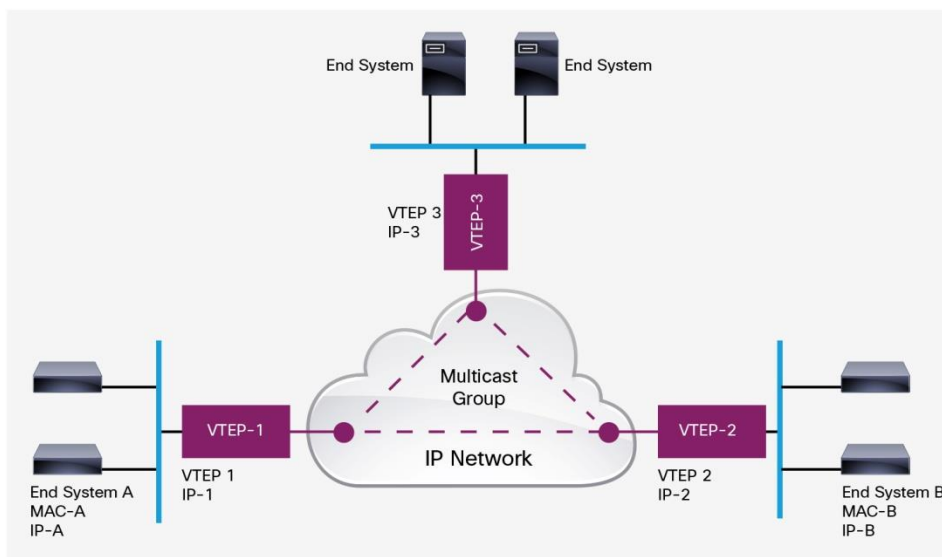 End System
End System
VTEP 3
IP-3
VTEP-3
Multicast
Group
IP Network
VTEP-1
VTEP 1
IP-1
End System A
MAC-A
IP-A
VTEP-2
VTEP 2
IP-2
End System B
MAC-B
IP-B